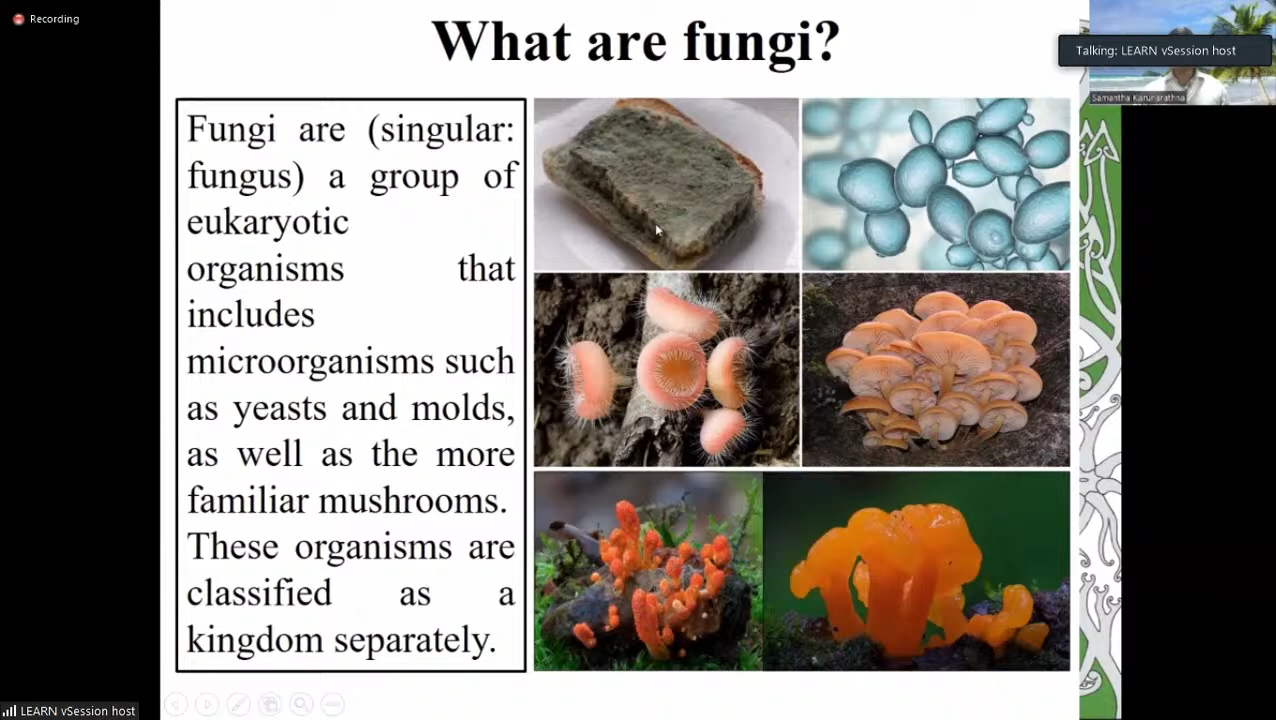 Recording
What are fungi?
Talking: LEARN vSession host
Samantha Karunarathna
Fungi are (singular:
fungus) a group of
eukaryotic
organisms that
includes
microorganisms such
as yeasts and molds,
as well as the more
familiar mushrooms.
These organisms are
classified as a
kingdom separately.
LEARN vSession host